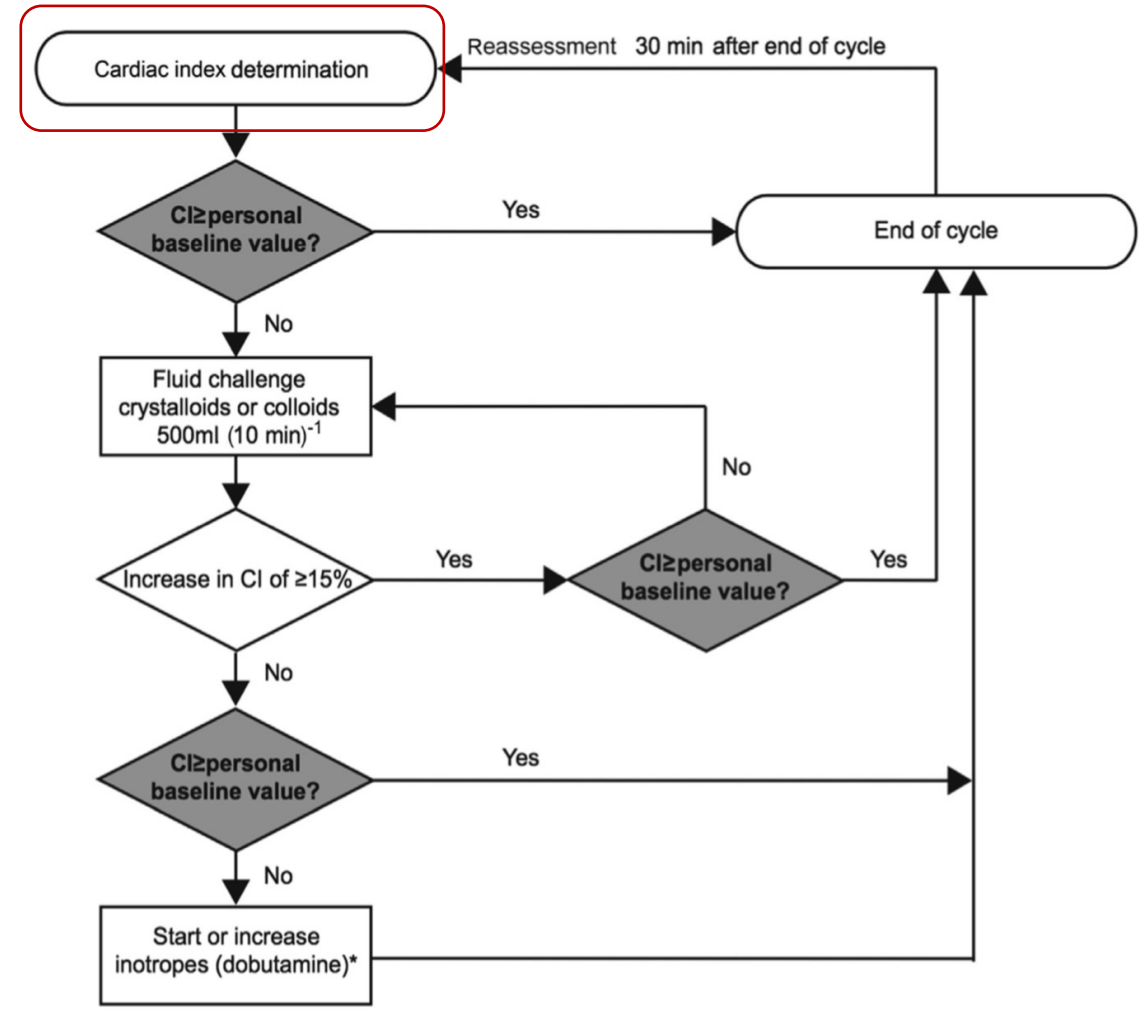 Reassessment 30 min after end of cycle
Cardiac index determination
CI≥personal
baseline value?
Yes
End of cycle
No
Fluid challenge
crystalloids or colloids
500ml (10 min)⁻¹
No
Increase in CI of ≥15%
Yes
CI≥personal
baseline value?
Yes
No
CI≥personal
baseline value?
Yes
No
Start or increase
inotropes (dobutamine)*